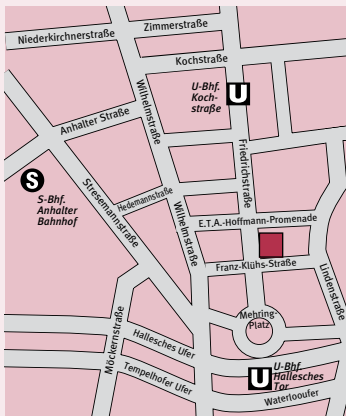 Zimmerstraße
Niederkirchnerstraße
Kochstraße
U-Bhf.
Koch-
straße
U
Wilhelmstraße
Anhalter Straße
Friedrichstraße
S
S-Bhf.
Anhalter
Bahnhof
Stresemannstraße
Hedemannstraße
Wilhelmstraße
E.T.A.-Hoffmann-Promenade
Franz-Klühs-Straße
Lindenstraße
Mehring-
Platz
Möckernstraße
Hallesches Ufer
Tempelhofer Ufer
U
U-Bhf
Hallesches
Tor
Waterlooufer